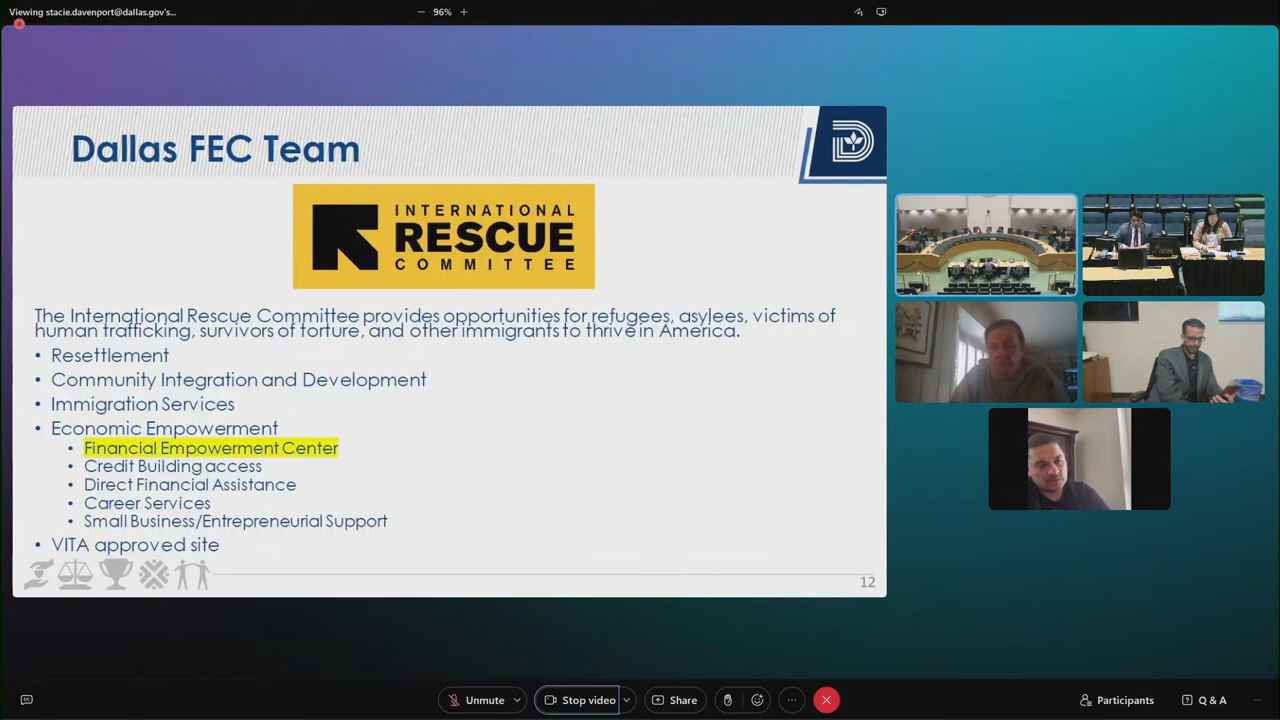 Viewing stacie.davenport@dallas.gov's...
96%
Dallas FEC Team
INTERNATIONAL
RESCUE
COMMITTEE
The International Rescue Committee provides opportunities for refugees, asylees, victims of
human trafficking, survivors of torture, and other immigrants to thrive in America.
• Resettlement
• Community Integration and Development
• Immigration Services
• Economic Empowerment
• Financial Empowerment Center
• Credit Building access
• Direct Financial Assistance
• Career Services
• Small Business/Entrepreneurial Support
• VITA approved site
12
Unmute
Stop video
Share
Participants
Q & A